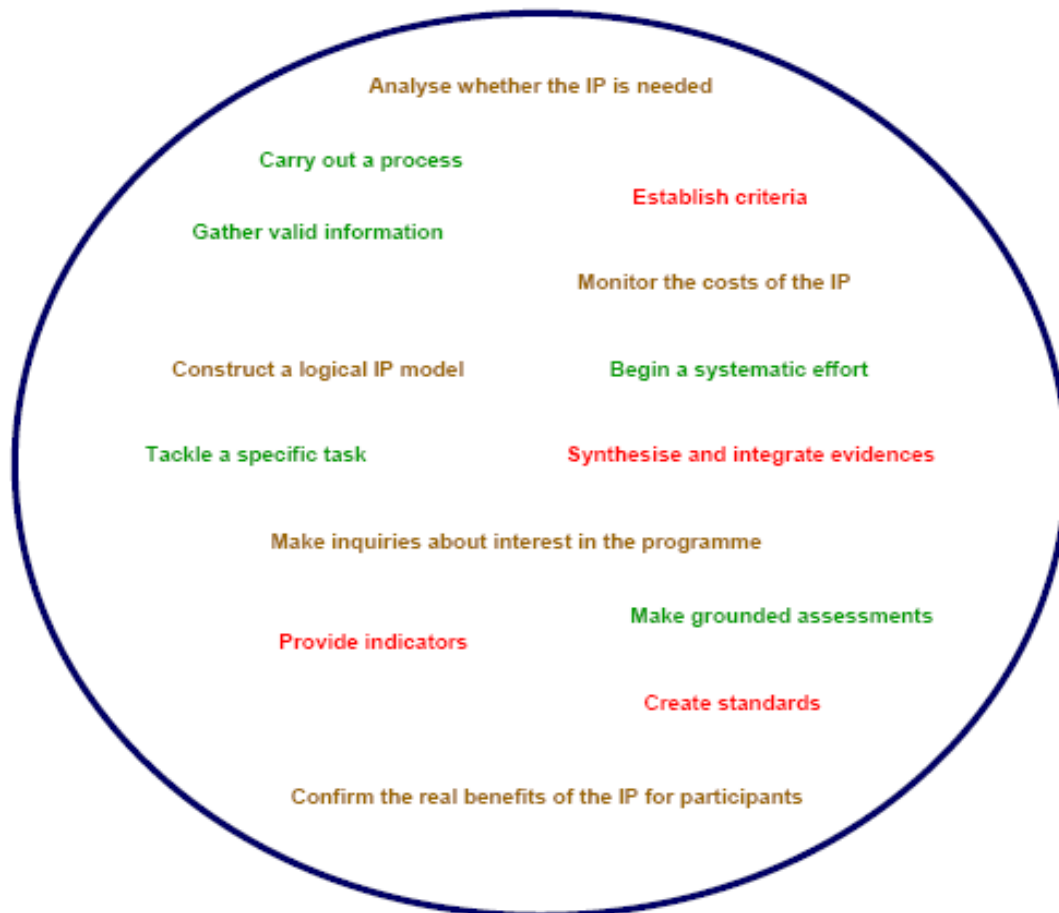 Analyse whether the IP is needed
Carry out a process
Establish criteria
Gather valid information
Monitor the costs of the IP
Construct a logical IP model
Begin a systematic effort
Tackle a specific task
Synthesise and integrate evidences
Make inquiries about interest in the programme
Make grounded assessments
Provide indicators
Create standards
Confirm the real benefits of the IP for participants